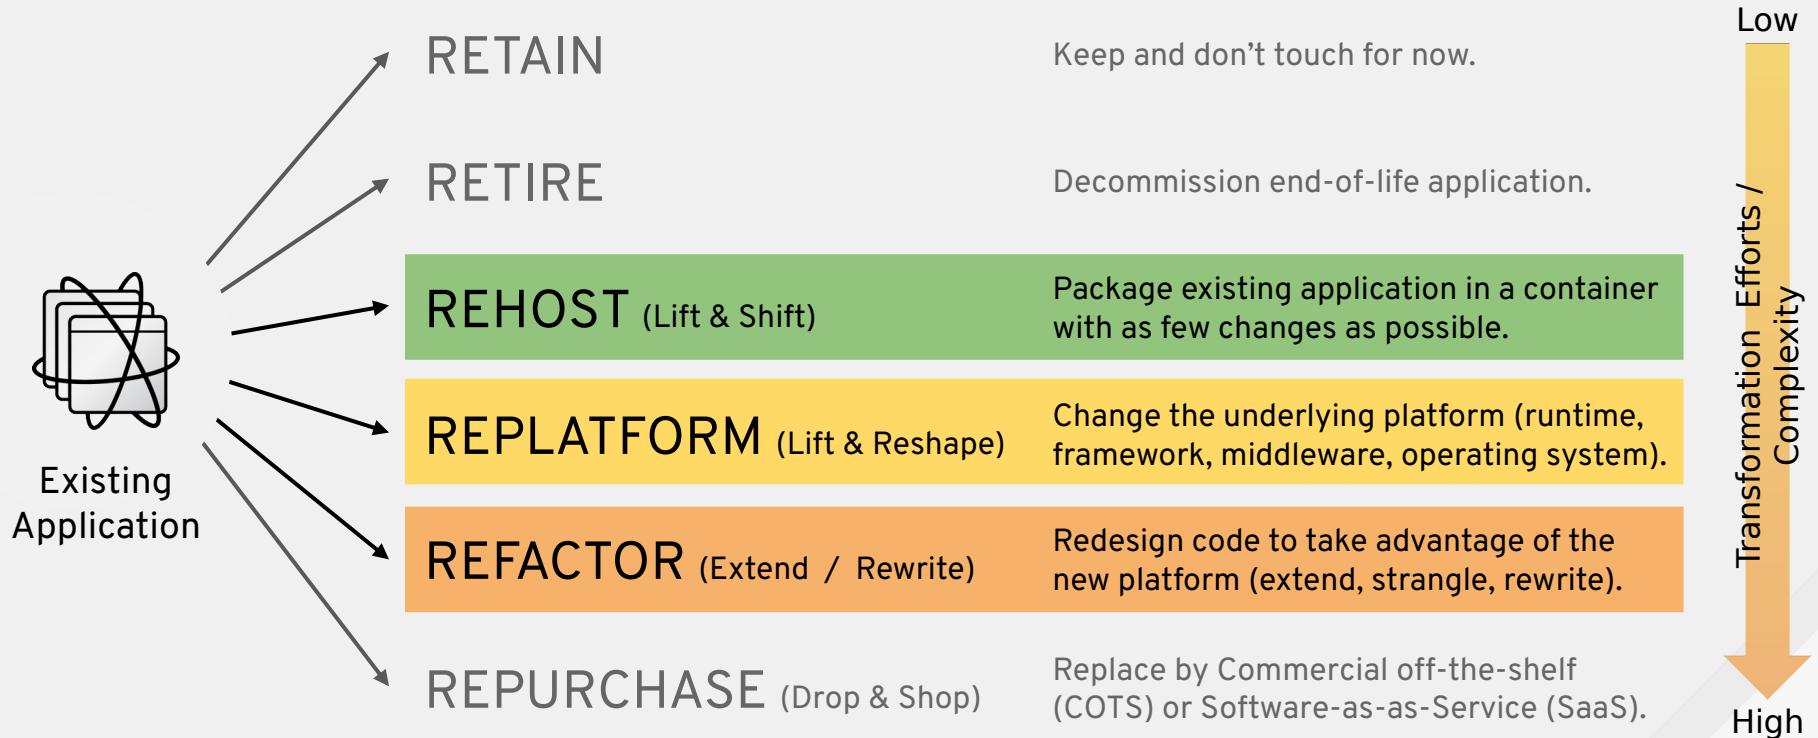 Low
RETAIN
Keep and don't touch for now.
RETIRE
Decommission end-of-life application.
REHOST (Lift & Shift)
Package existing application in a container
with as few changes as possible.
REPLATFORM (Lift & Reshape)
Change the underlying platform (runtime,
framework, middleware, operating system).
REFACTOR (Extend / Rewrite)
Redesign code to take advantage of the
new platform (extend, strangle, rewrite).
REPURCHASE (Drop & Shop)
Replace by Commercial off-the-shelf
(COTS) or Software-as-as-Service (SaaS).
Existing
Application
Transformation Efforts /
Complexity
High